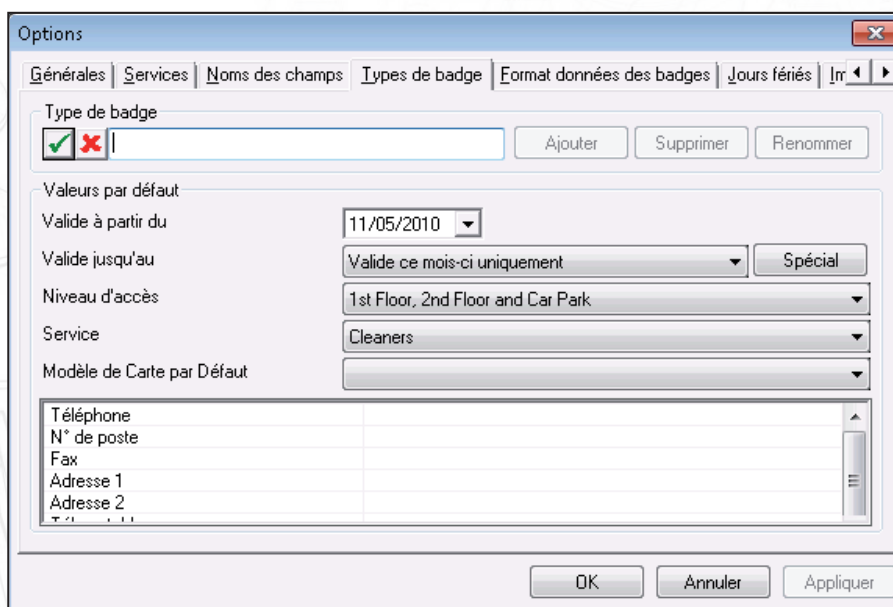 Options
Générales Services Noms des champs Types de badge Format données des badges Jours fériés
Type de badge
Ajouter Supprimer Renommer
Valeurs par défaut
Valide à partir du 11/05/2010
Valide jusqu'au Valide ce mois-ci uniquement Spécial
Niveau d'accès 1st Floor, 2nd Floor and Car Park
Service Cleaners
Modèle de Carte par Défaut
Téléphone
N° de poste
Fax
Adresse 1
Adresse 2
OK Annuler Appliquer